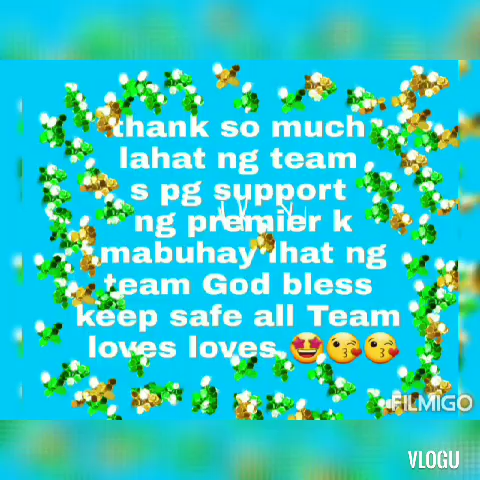 thank so much
lahat ng team
s pg support
ng premier k
mabuhay lhat ng
team God bless
keep safe all Team
loves loves 🤩😘😘
FILMIGO
VLOGU